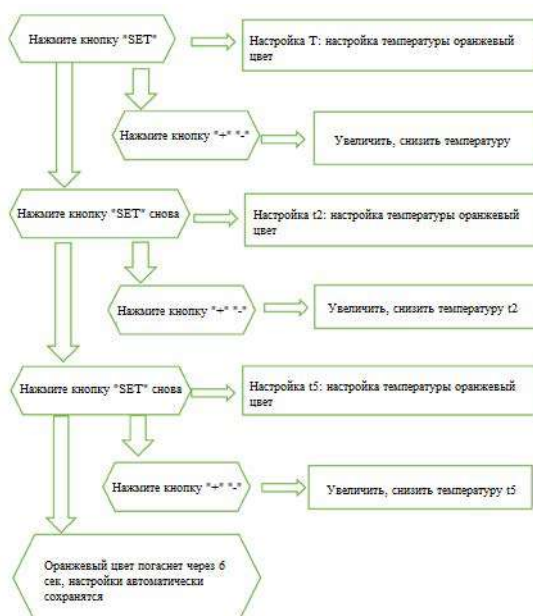 Нажмите кнопку "SET"
Настройка Т: настройка температуры оранжевый
цвет
Нажмите кнопку "+" "-"
Увеличить, снизить температуру
Нажмите кнопку "SET" снова
Настройка t2: настройка температуры оранжевый
цвет
Нажмите кнопку "+" "-"
Увеличить, снизить температуру t2
Нажмите кнопку "SET" снова
Настройка t5: настройка температуры оранжевый
цвет
Нажмите кнопку "+" "-"
Увеличить, снизить температуру t5
Оранжевый цвет погаснет через 6
сек, настройки автоматически
сохранятся